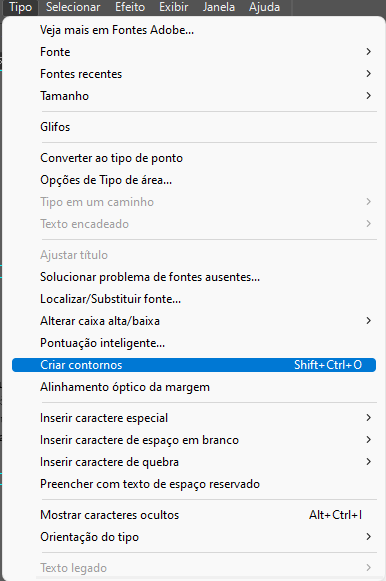 Tipo Selecionar Efeito Exibir Janela Ajuda
Veja mais em Fontes Adobe...
Fonte
Fontes recentes
Tamanho
Glifos
Converter ao tipo de ponto
Opções de Tipo de área...
Tipo em um caminho
Texto encadeado
Ajustar título
Solucionar problema de fontes ausentes...
Localizar/Substituir fonte...
Alterar caixa alta/baixa
Pontuação inteligente...
Criar contornos Shift+Ctrl+O
Alinhamento óptico da margem
Inserir caractere especial
Inserir caractere de espaço em branco
Inserir caractere de quebra
Preencher com texto de espaço reservado
Mostrar caracteres ocultos Alt+Ctrl+I
Orientação do tipo
Texto legado